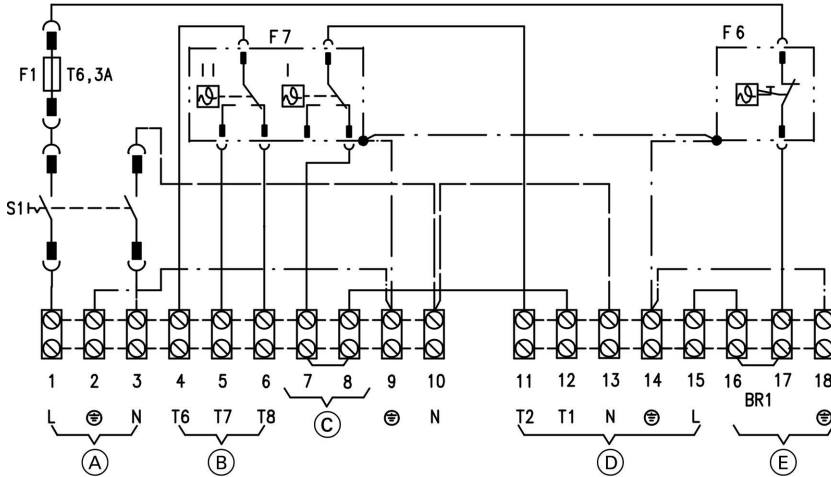 F7
F6
F1 T6,3A
II
I
S1
1 2 3 4 5 6 7 8 9 10 11 12 13 14 15 16 17 18
BR1
L N T6 T7 T8 N T2 T1 N L
A B C D E